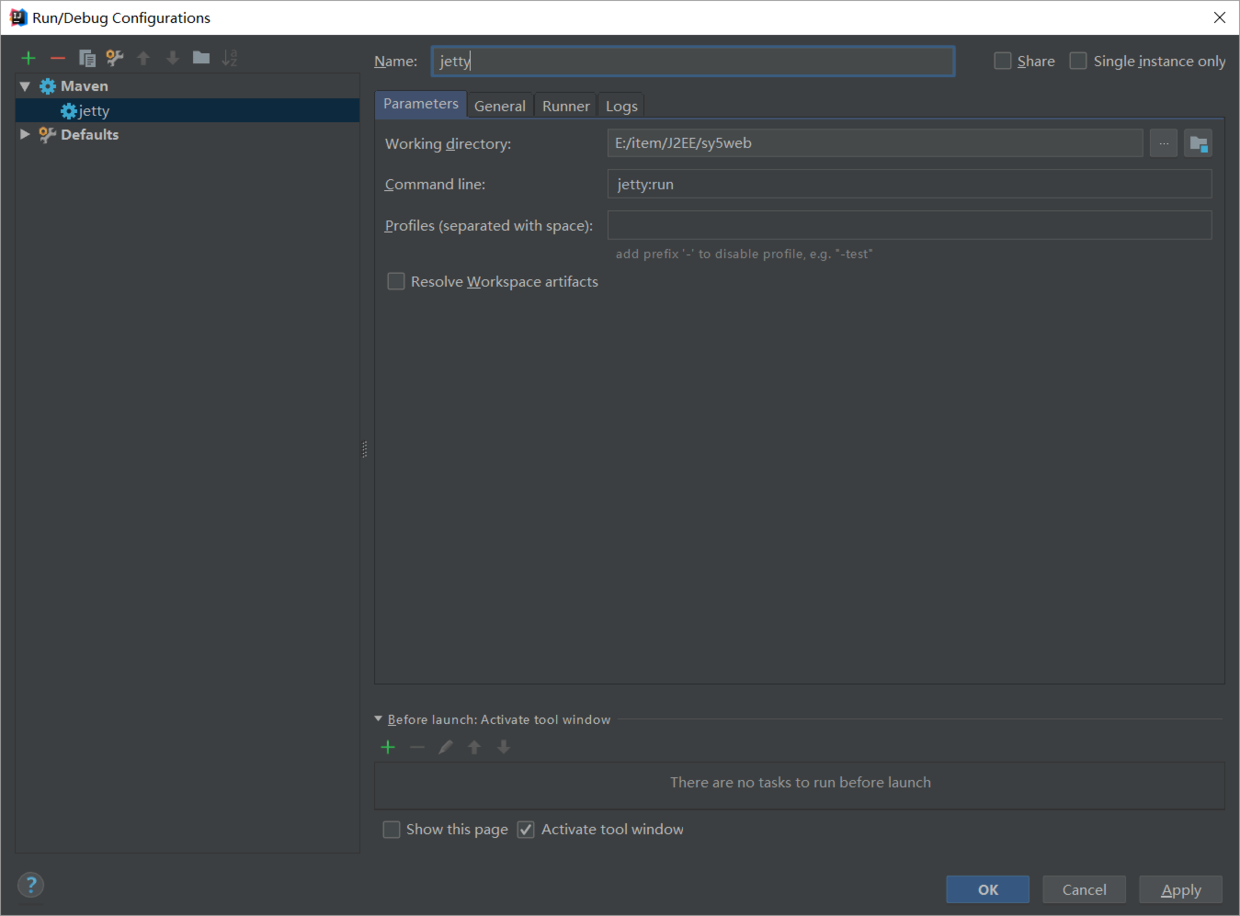 Run/Debug Configurations
Name: jetty
Share
Single instance only
Maven
jetty
Defaults
Parameters General Runner Logs
Working directory: E:/item/J2EE/sy5web ...
Command line: jetty:run
Profiles (separated with space):
add prefix '-' to disable profile, e.g. "-test"
Resolve Workspace artifacts
Before launch: Activate tool window
There are no tasks to run before launch
Show this page Activate tool window
? OK Cancel Apply